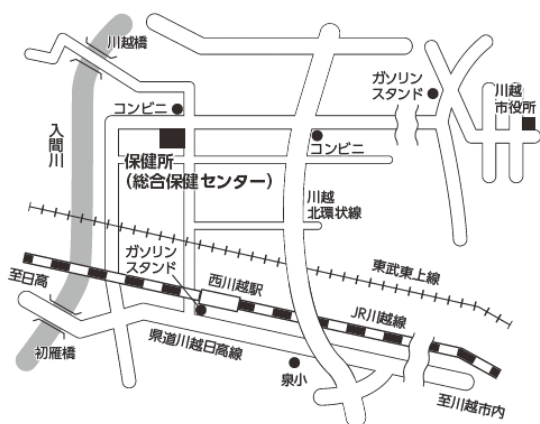 川越橋
ガソリン
スタンド
川越
市役所
コンビニ
コンビニ
入間川
保健所
(総合保健センター)
川越
北環状線
ガソリン
スタンド
東武東上線
西川越駅
至日高
JR川越線
県道川越日高線
初雁橋
泉小
至川越市内